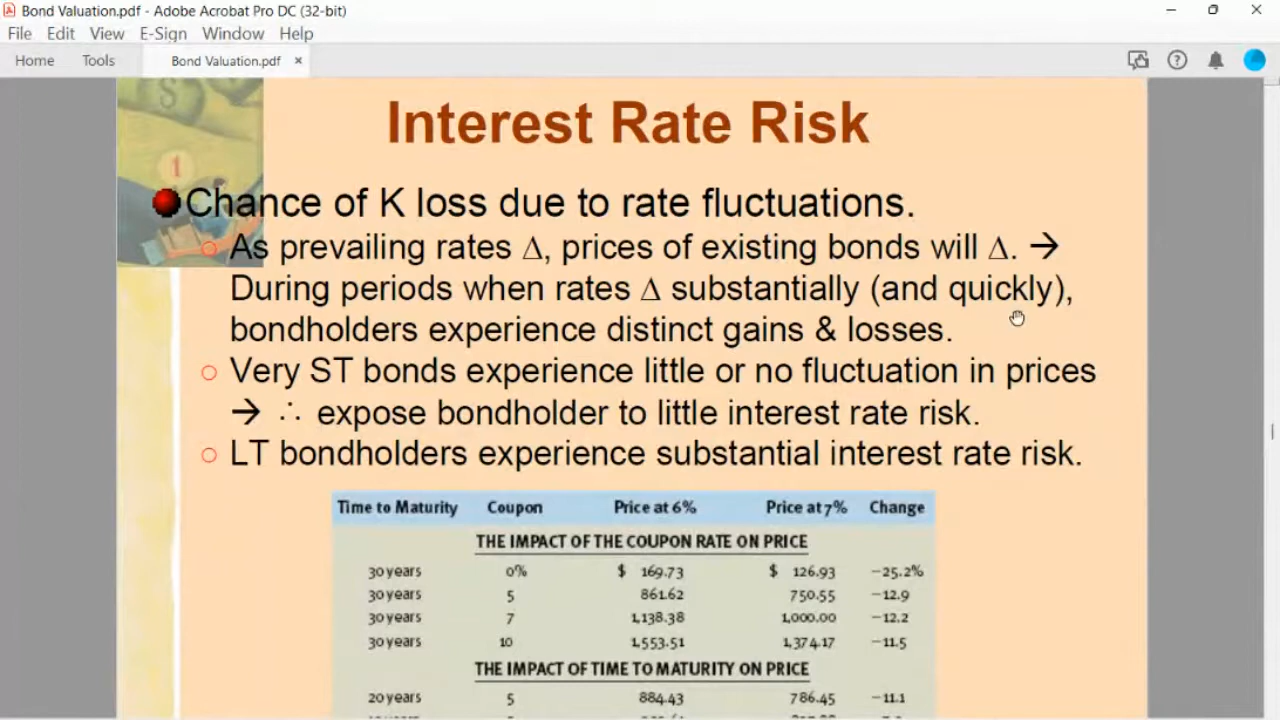 Bond Valuation.pdf - Adobe Acrobat Pro DC (32-bit)
File Edit View E-Sign Window Help
Home Tools Bond Valuation.pdf ×
Interest Rate Risk
Chance of K loss due to rate fluctuations.
○ As prevailing rates Δ, prices of existing bonds will Δ. →
During periods when rates Δ substantially (and quickly),
bondholders experience distinct gains & losses.
○ Very ST bonds experience little or no fluctuation in prices
→ ∴ expose bondholder to little interest rate risk.
○ LT bondholders experience substantial interest rate risk.
Time to Maturity Coupon Price at 6% Price at 7% Change
THE IMPACT OF THE COUPON RATE ON PRICE
30 years 0% $ 169.73 $ 126.93 −25.2%
30 years 5 861.62 750.55 −12.9
30 years 7 1,138.38 1,000.00 −12.2
30 years 10 1,553.51 1,374.17 −11.5
THE IMPACT OF TIME TO MATURITY ON PRICE
20 years 5 884.43 786.45 −11.1